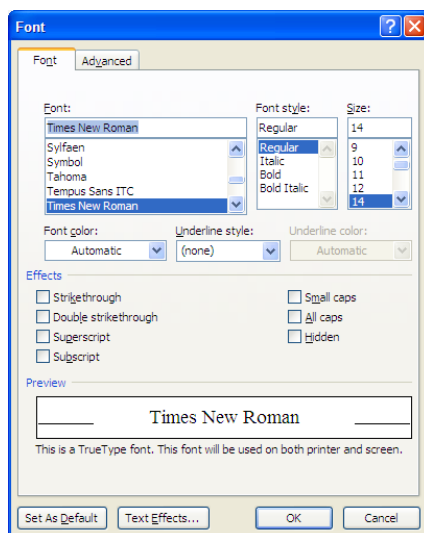 Font
Font Advanced
Font: Font style: Size:
Times New Roman Regular 14
Sylfaen Regular 9
Symbol Italic 10
Tahoma Bold 11
Tempus Sans ITC Bold Italic 12
Times New Roman 14
Font color: Underline style: Underline color:
Automatic (none) Automatic
Effects
Strikethrough Small caps
Double strikethrough All caps
Superscript Hidden
Subscript
Preview
Times New Roman
This is a TrueType font. This font will be used on both printer and screen.
Set As Default Text Effects... OK Cancel